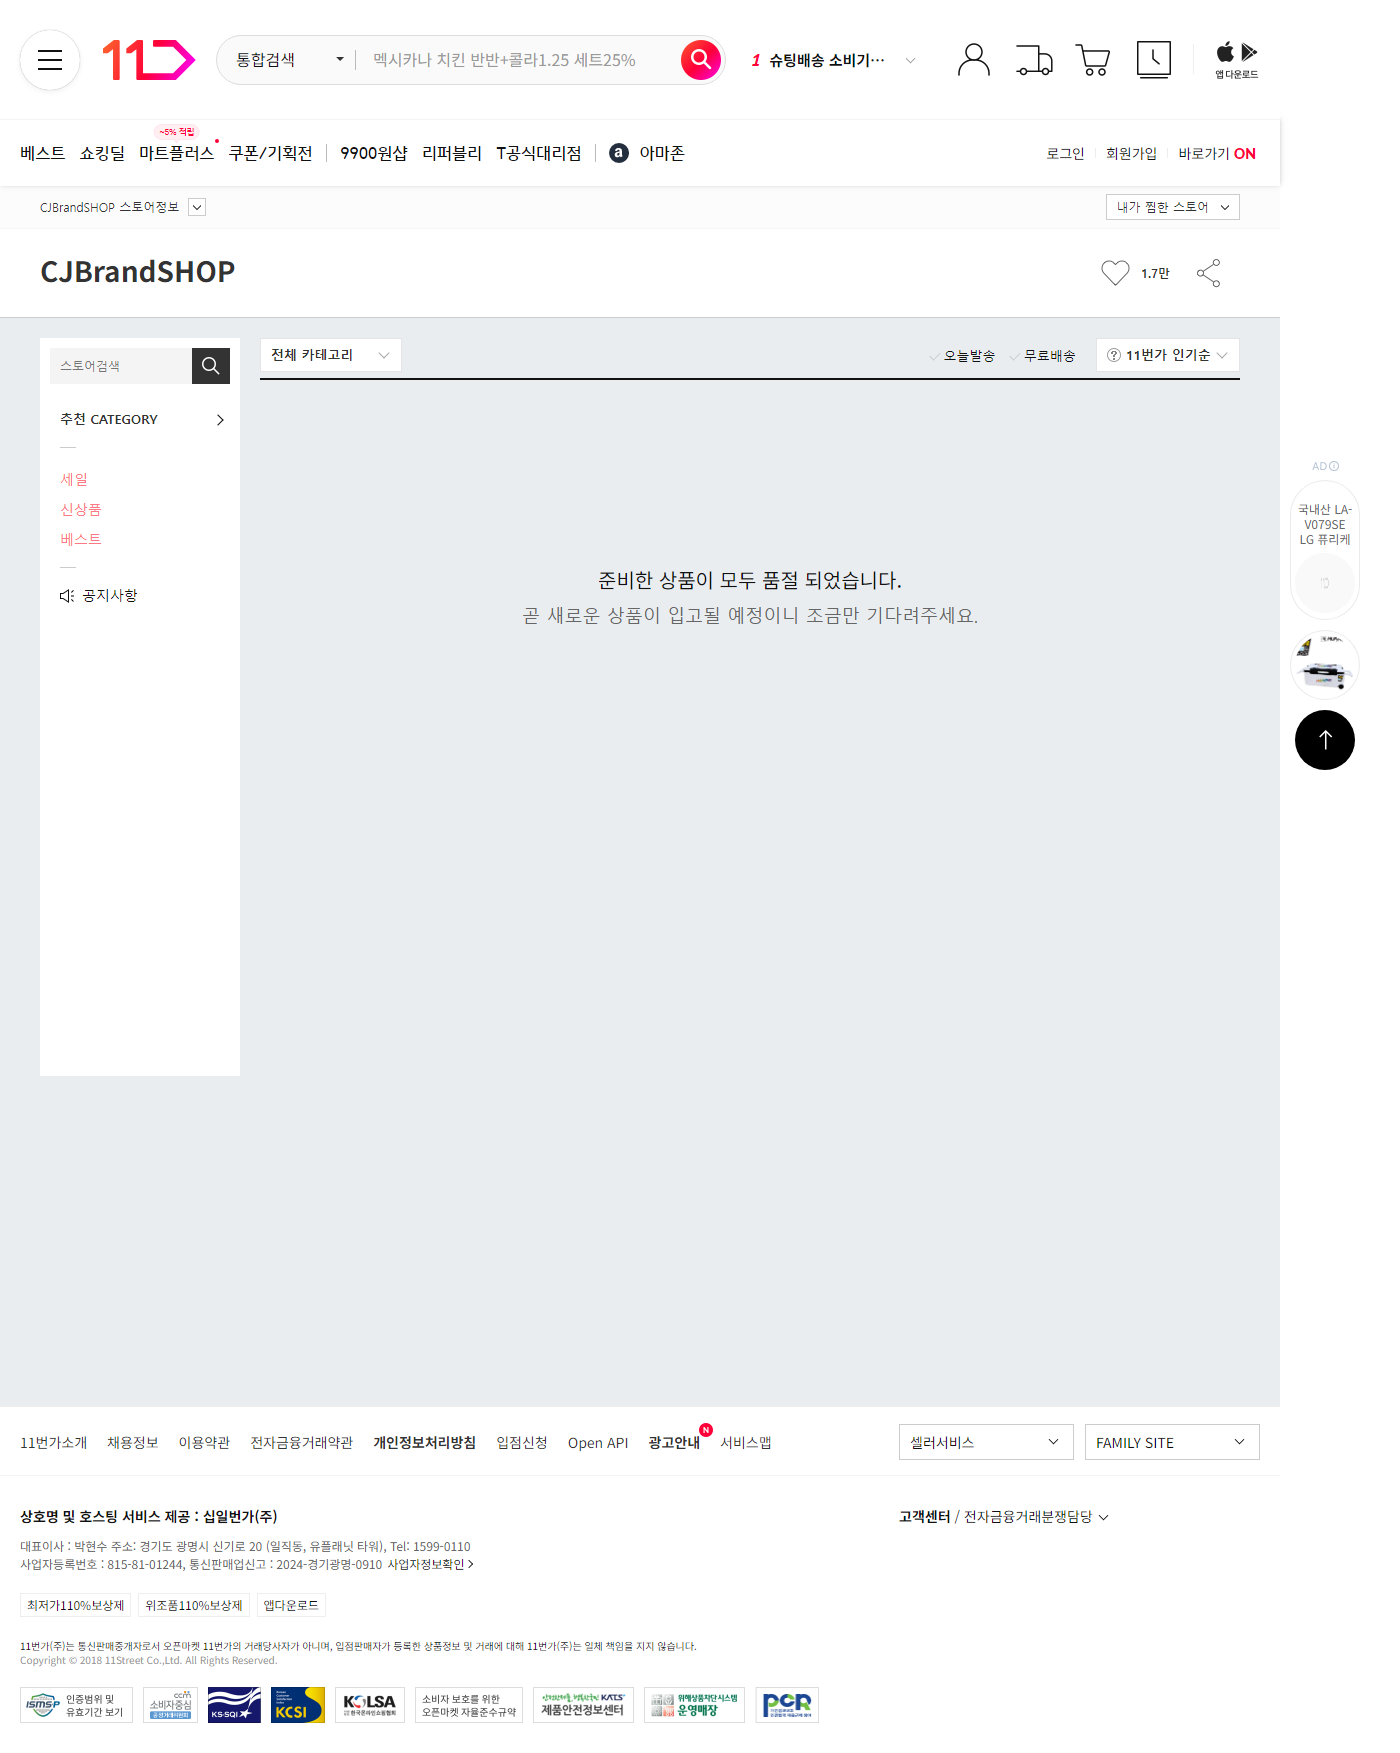 11
통합검색
멕시카나 치킨 반반+콜라1.25 세트25%
1 슈팅배송 소비기…
앱 다운로드
~5% 적립
베스트 쇼킹딜 마트플러스 쿠폰/기획전 9900원샵 리퍼블리 T공식대리점 a 아마존
로그인 회원가입 바로가기 ON
CJBrandSHOP 스토어정보
내가 찜한 스토어
CJBrandSHOP
1.7만
스토어검색
전체 카테고리
오늘발송 무료배송
11번가 인기순
추천 CATEGORY
세일
신상품
베스트
공지사항
준비한 상품이 모두 품절 되었습니다.
곧 새로운 상품이 입고될 예정이니 조금만 기다려주세요.
AD
국내산 LA-
V079SE
LG 퓨리케
11번가소개 채용정보 이용약관 전자금융거래약관 개인정보처리방침 입점신청 Open API 광고안내 N 서비스맵
셀러서비스
FAMILY SITE
상호명 및 호스팅 서비스 제공 : 십일번가(주)
고객센터 / 전자금융거래분쟁담당
대표이사 : 박현수 주소: 경기도 광명시 신기로 20 (일직동, 유플래닛 타워), Tel: 1599-0110
사업자등록번호 : 815-81-01244, 통신판매업신고 : 2024-경기광명-0910 사업자정보확인
최저가110%보상제 위조품110%보상제 앱다운로드
11번가(주)는 통신판매중개자로서 오픈마켓 11번가의 거래당사자가 아니며, 입점판매자가 등록한 상품정보 및 거래에 대해 11번가(주)는 일체 책임을 지지 않습니다.
Copyright © 2018 11Street Co.,Ltd. All Rights Reserved.
ISMS-P
인증범위 및
유효기간 보기
ccm
소비자중심
공정거래위원회
KS-SQI
KCSI
KOLSA
한국온라인쇼핑협회
소비자 보호를 위한
오픈마켓 자율준수규약
KATS
제품안전정보센터
위해상품차단시스템
운영매장
PCR